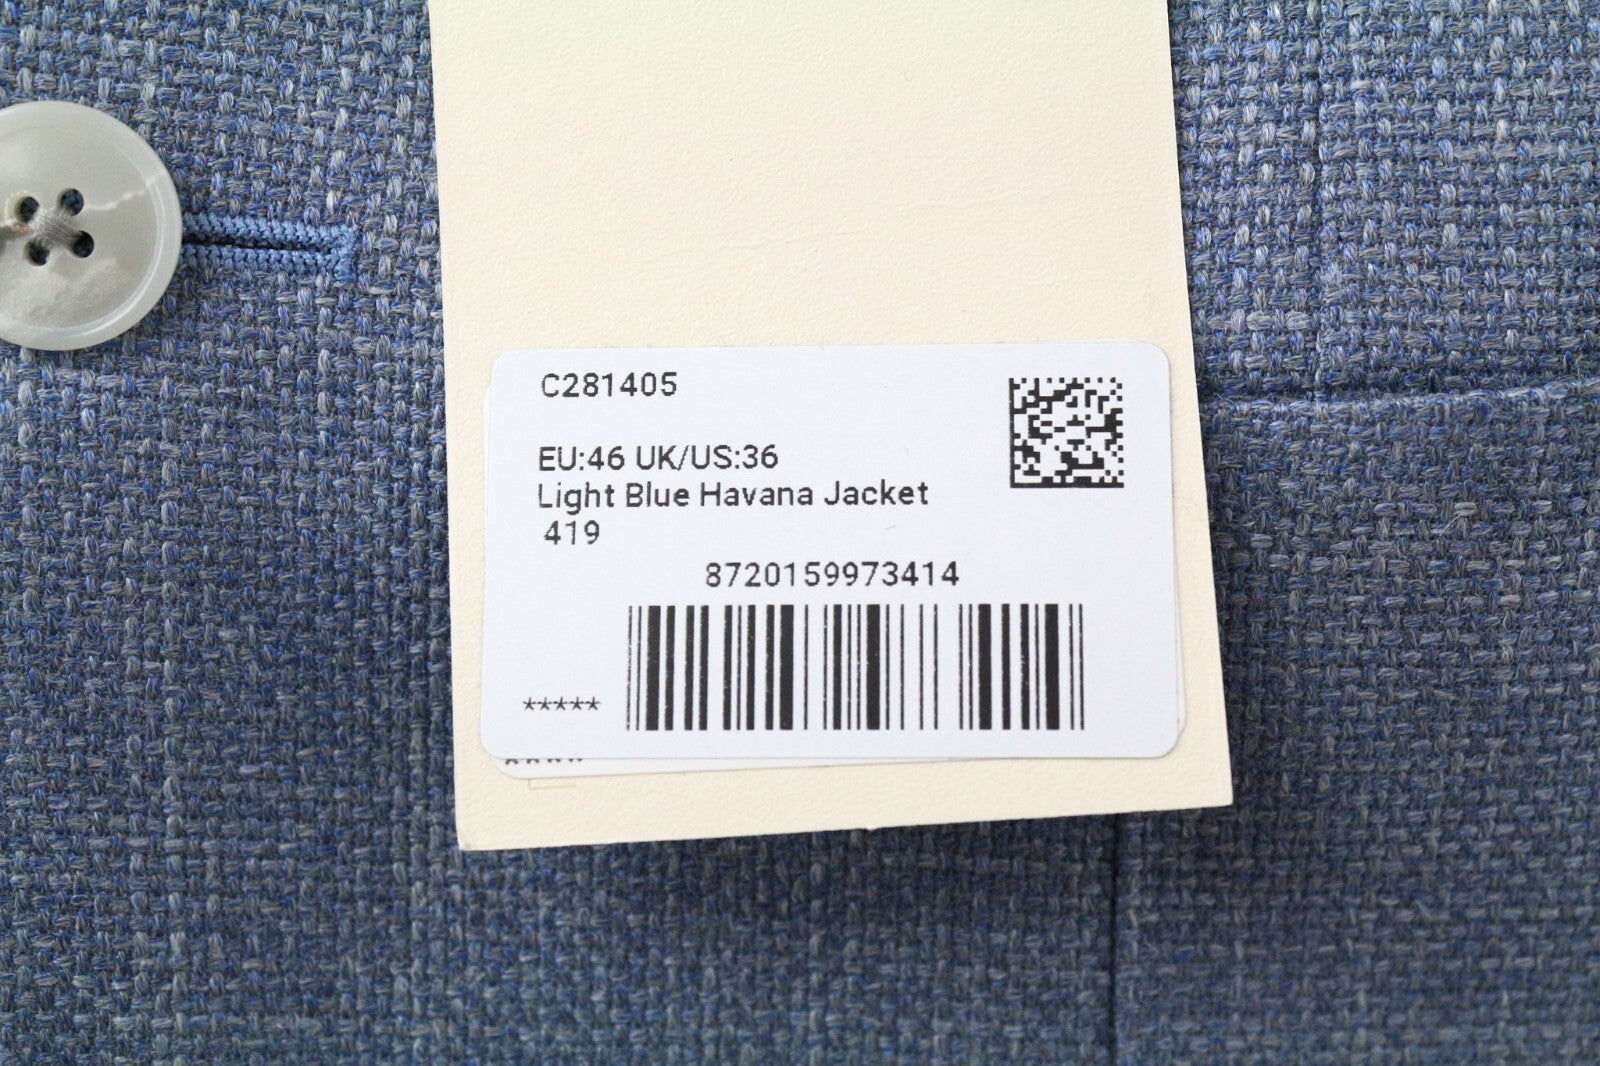 C281405
EU:46 UK/US:36
Light Blue Havana Jacket
419
8720159973414
*****